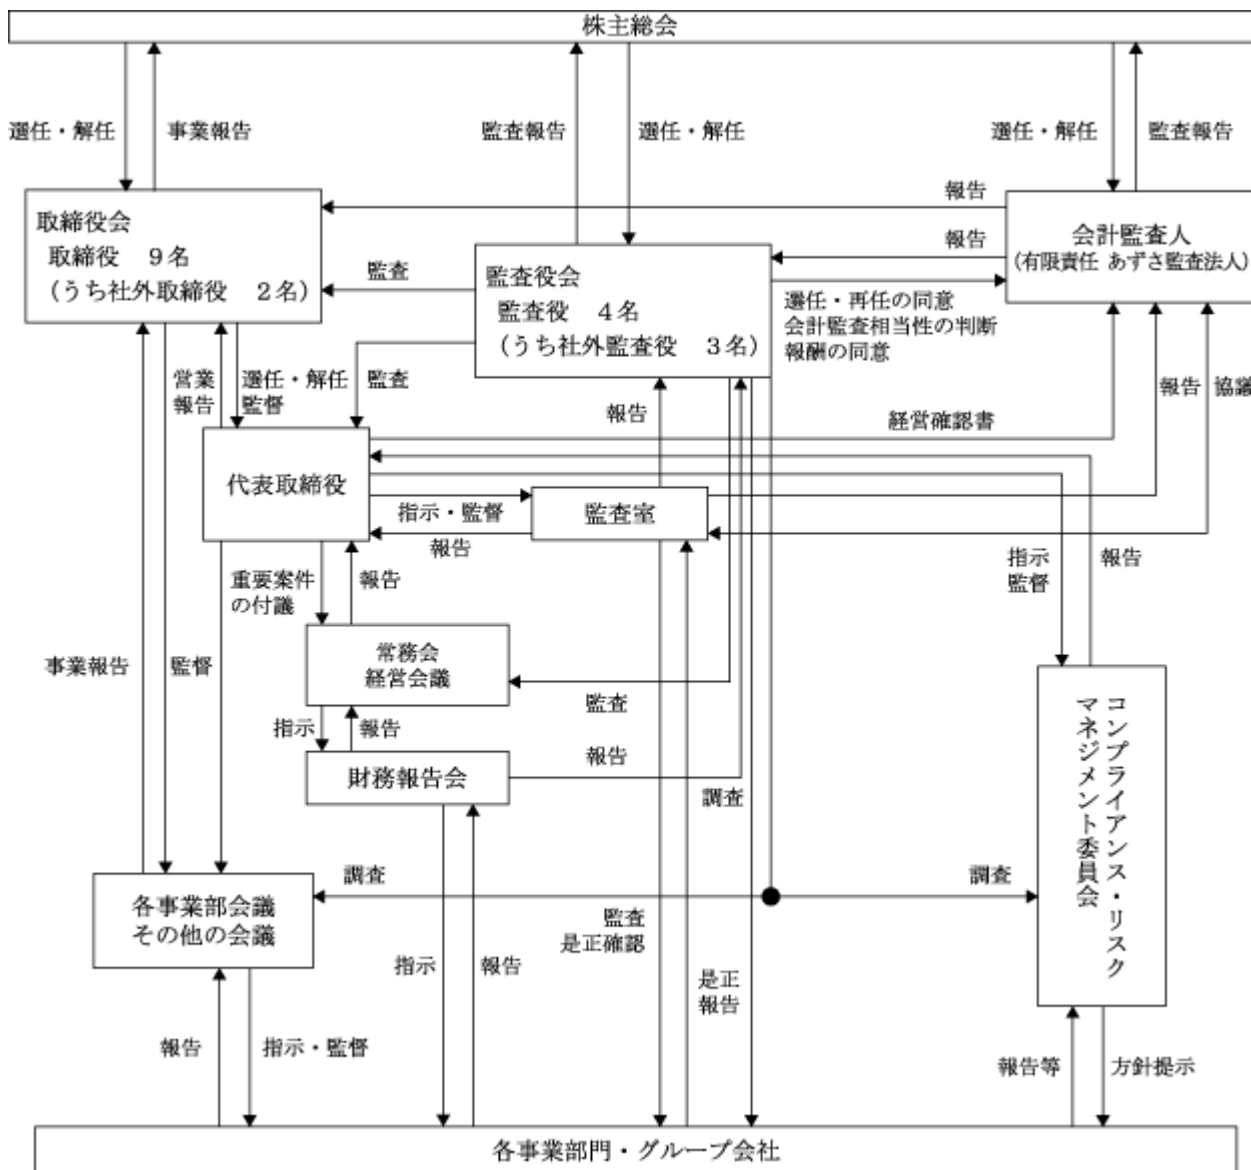 株主総会
選任・解任
事業報告
監査報告
選任・解任
選任・解任
監査報告
取締役会
取締役 9名
(うち社外取締役 2名)
監査
監査役会
監査役 4名
(うち社外監査役 3名)
報告
報告
会計監査人
(有限責任 あずさ監査法人)
選任・再任の同意
会計監査相当性の判断
報酬の同意
営業
報告
選任・解任
監督
監査
報告
経営確認書
報告
協議
代表取締役
指示・監督
報告
監査室
重要案件
の付議
報告
指示
監督
報告
常務会
経営会議
監査
事業報告
監督
指示
報告
財務報告会
報告
調査
コンプライアンス・リスク
マネジメント委員会
各事業部会議
その他の会議
調査
調査
監査
是正確認
指示
報告
是正
報告
報告
指示・監督
報告等
方針提示
各事業部門・グループ会社